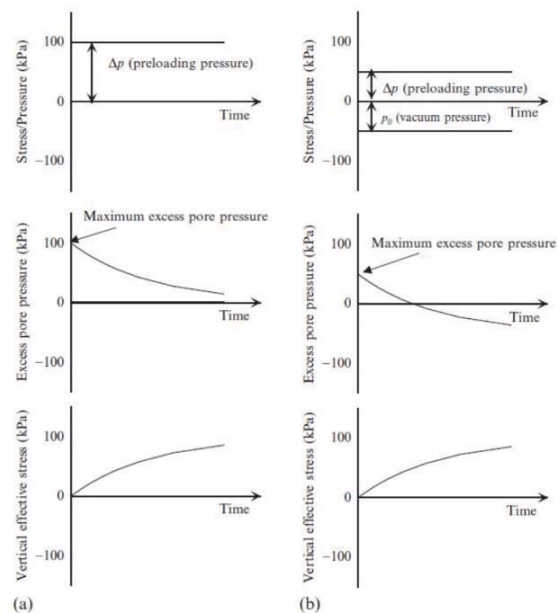 Stress/Pressure (kPa)
100
0
−100
Δp (preloading pressure)
Time
Stress/Pressure (kPa)
100
0
−100
Δp (preloading pressure)
Time
p₀ (vacuum pressure)
Excess pore pressure (kPa)
100
0
−100
Maximum excess pore pressure
Time
Excess pore pressure (kPa)
100
0
−100
Maximum excess pore pressure
Time
Vertical effective stress (kPa)
100
0
−100
Time
Vertical effective stress (kPa)
100
0
−100
Time
(a)
(b)